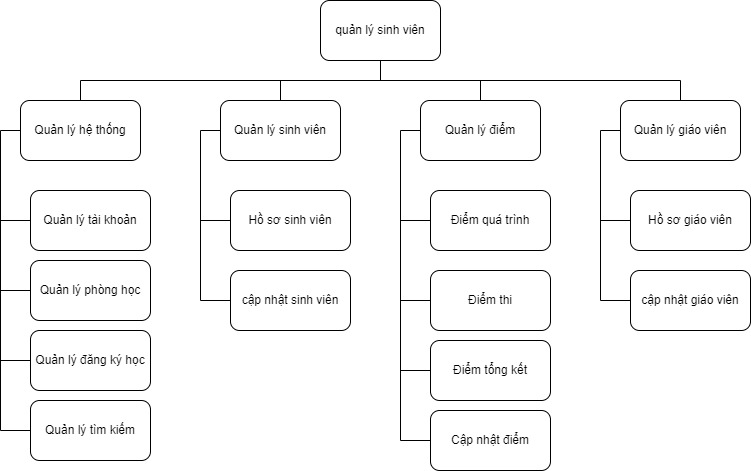 quản lý sinh viên
Quản lý hệ thống
Quản lý sinh viên
Quản lý điểm
Quản lý giáo viên
Quản lý tài khoản
Hồ sơ sinh viên
Điểm quá trình
Hồ sơ giáo viên
Quản lý phòng học
cập nhật sinh viên
Điểm thi
cập nhật giáo viên
Quản lý đăng ký học
Điểm tổng kết
Quản lý tìm kiếm
Cập nhật điểm